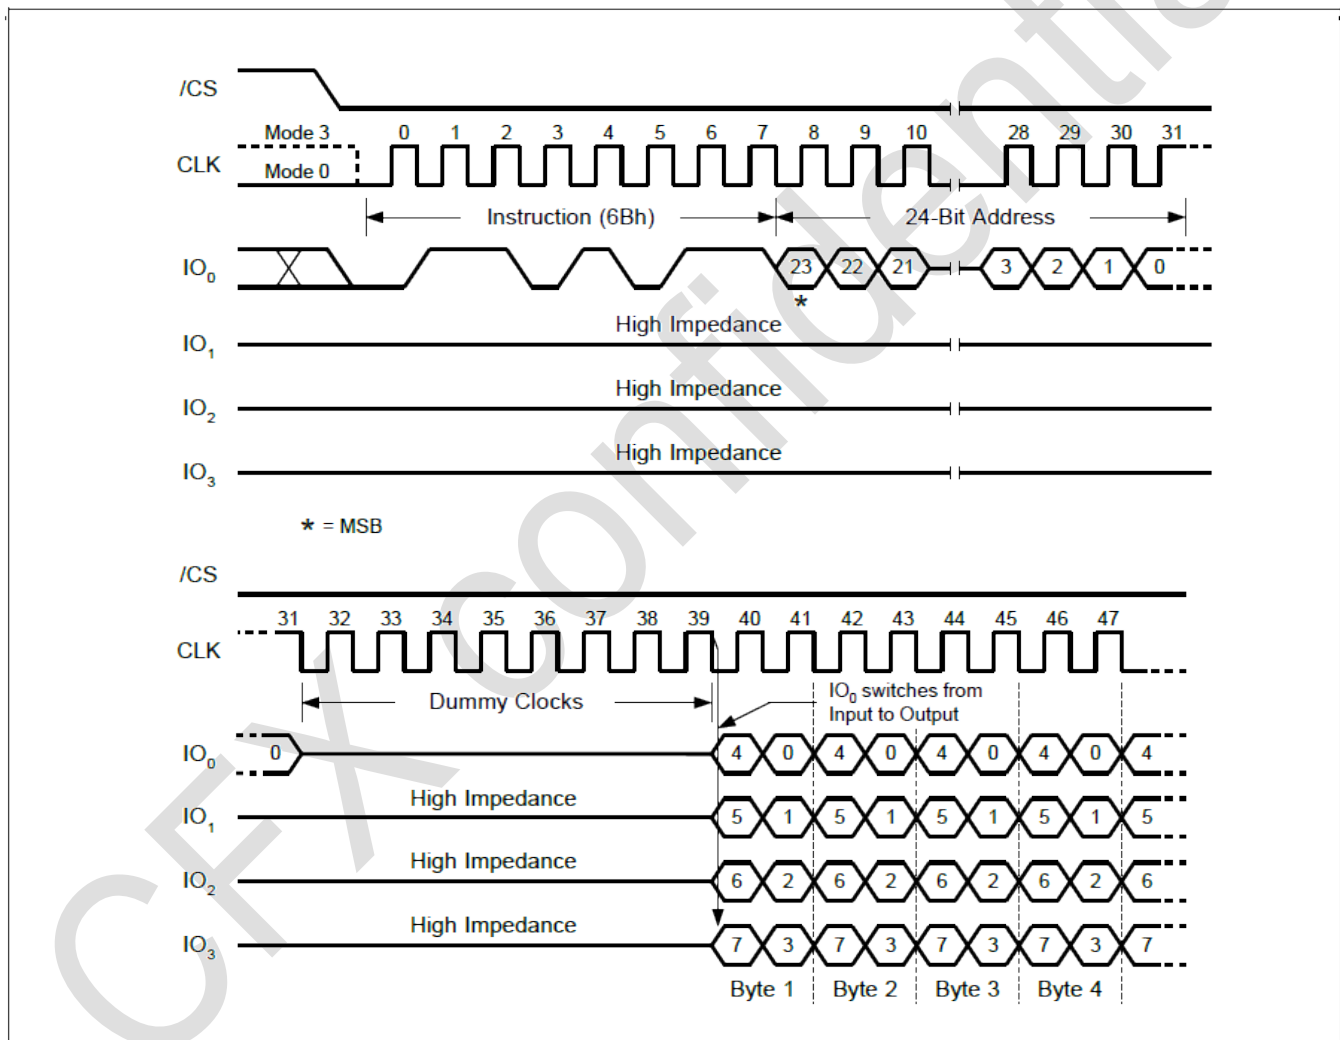 CFX confidential
/CS
Mode 3 0 1 2 3 4 5 6 7 8 9 10 28 29 30 31
CLK
Mode 0
Instruction (6Bh) 24-Bit Address
IO0 23 22 21 3 2 1 0
*
High Impedance
IO1
High Impedance
IO2
High Impedance
IO3
* = MSB
/CS
31 32 33 34 35 36 37 38 39 40 41 42 43 44 45 46 47
CLK
Dummy Clocks
IO0 switches from
Input to Output
IO0 0 4 0 4 0 4 0 4 0 4
High Impedance
IO1 5 1 5 1 5 1 5 1 5
High Impedance
IO2 6 2 6 2 6 2 6 2 6
High Impedance
IO3 7 3 7 3 7 3 7 3 7
Byte 1 Byte 2 Byte 3 Byte 4